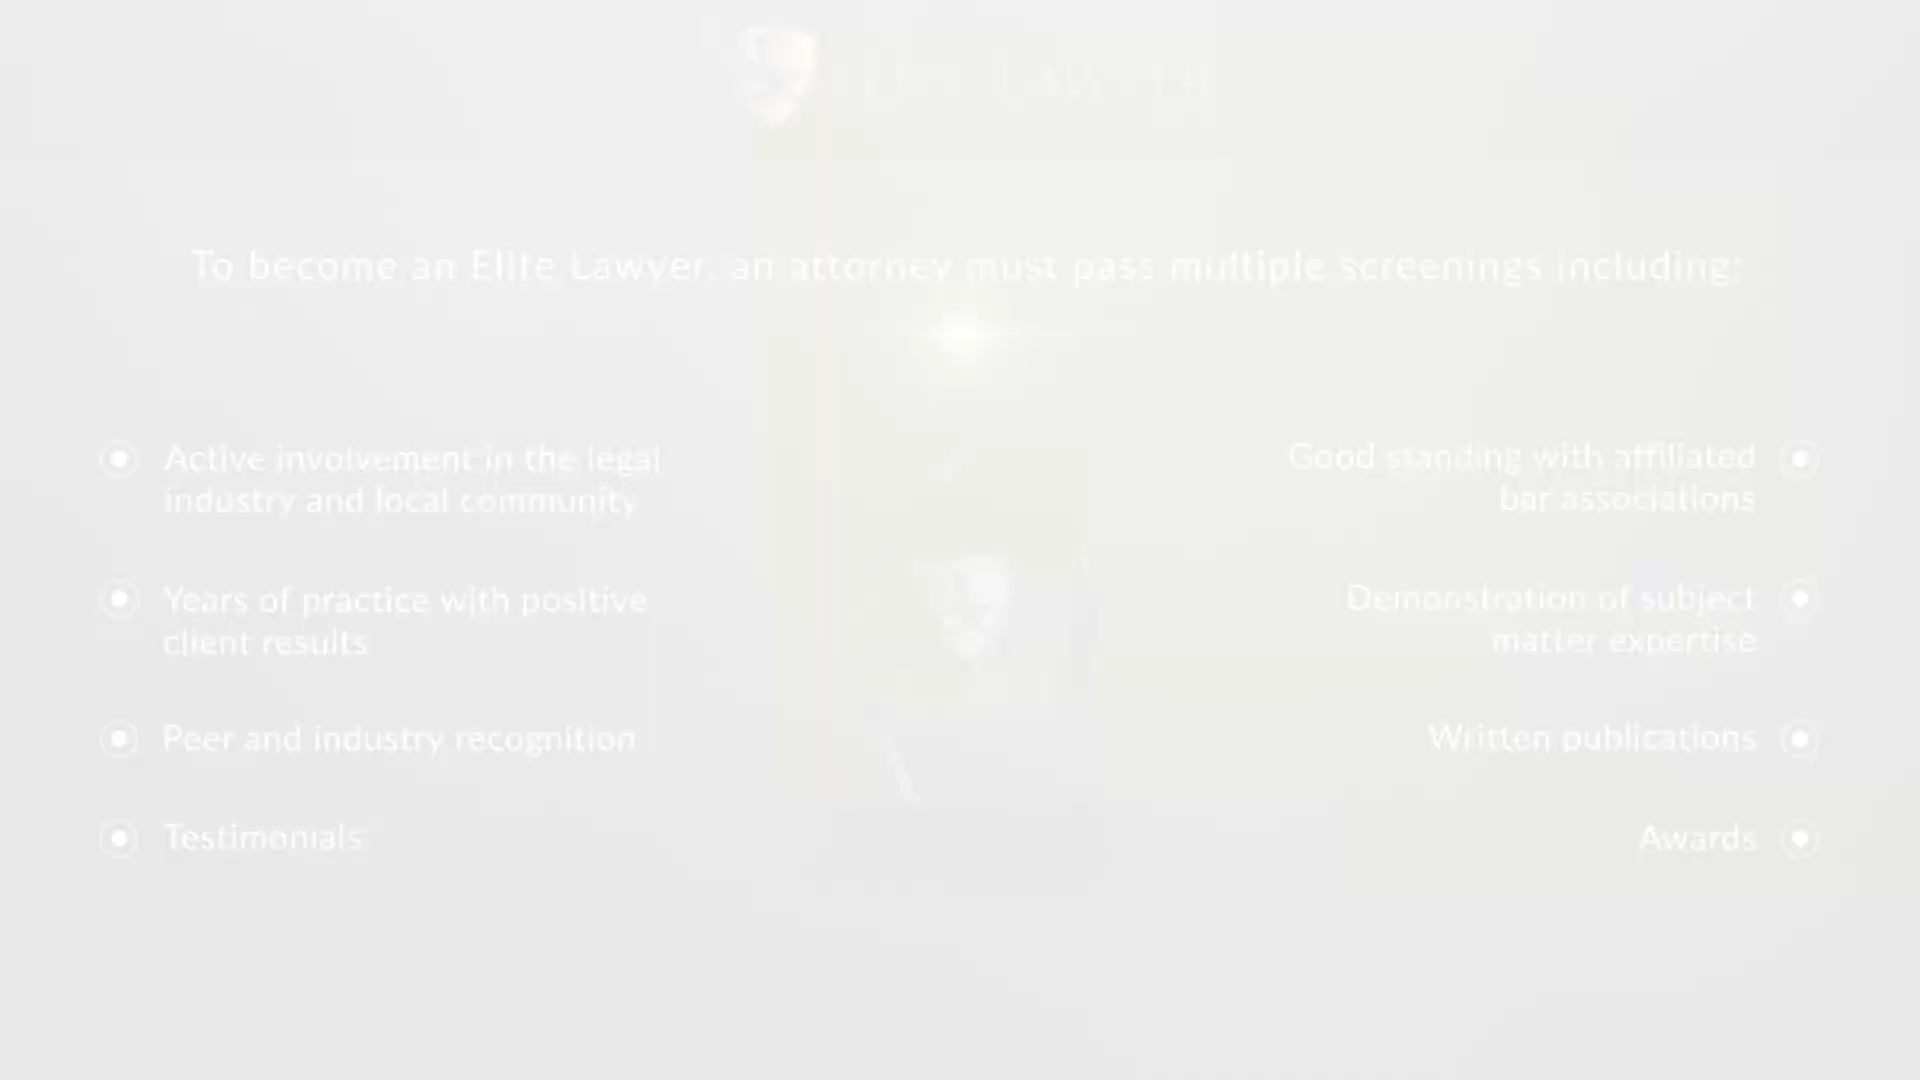 ELITE LAWYER
To become an Elite Lawyer, an attorney must pass multiple screenings including:
Active involvement in the legal
industry and local community
Years of practice with positive
client results
Peer and industry recognition
Testimonials
Good standing with affiliated
bar associations
Demonstration of subject
matter expertise
Written publications
Awards